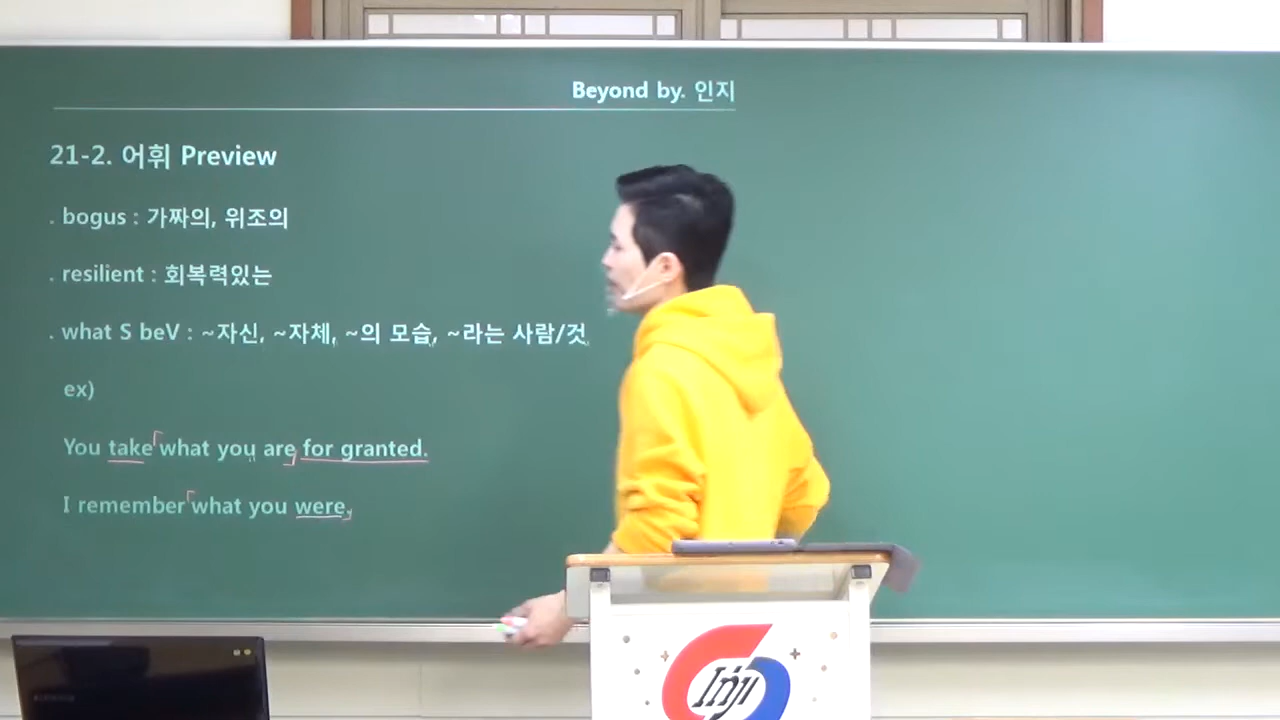 Beyond by. 인지
21-2. 어휘 Preview
. bogus : 가짜의, 위조의
. resilient : 회복력있는
. what S beV : ~자신, ~자체, ~의 모습, ~라는 사람/것
ex)
You take what you are for granted.
I remember what you were.
Inji